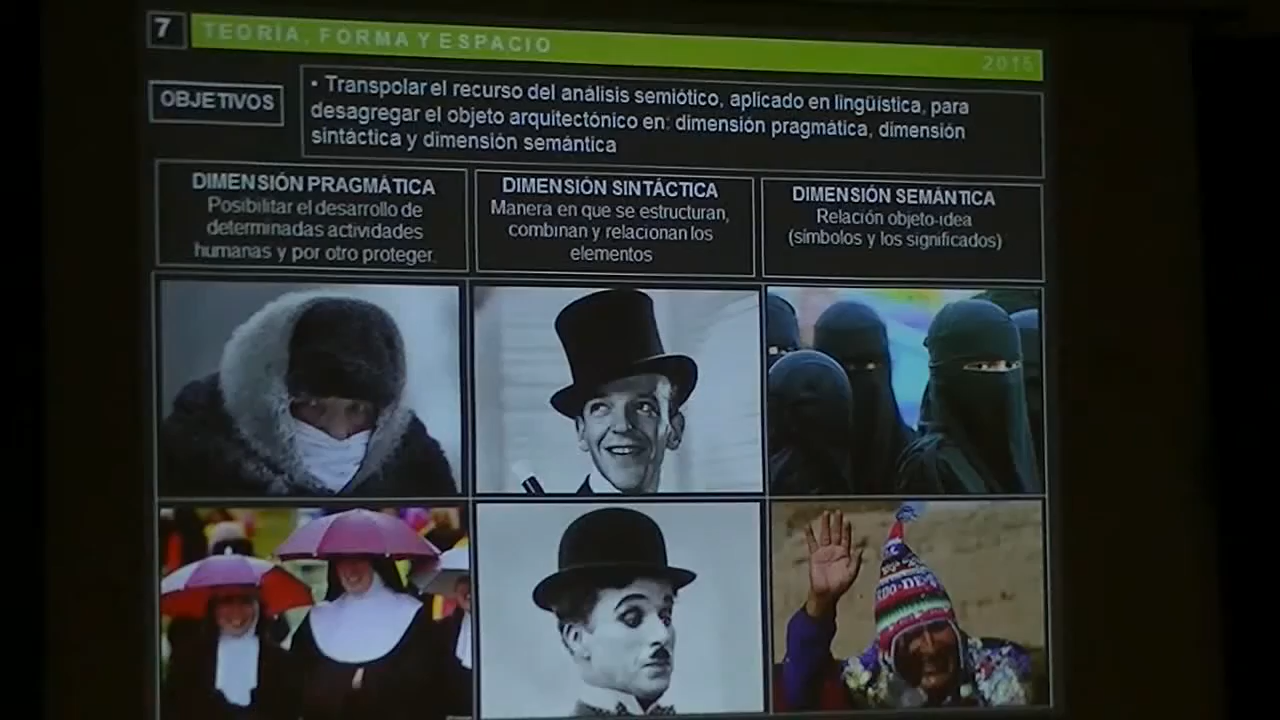 7
TEORÍA, FORMA Y ESPACIO
2015
OBJETIVOS
• Transpolar el recurso del análisis semiótico, aplicado en lingüística, para
desagregar el objeto arquitectónico en: dimensión pragmática, dimensión
sintáctica y dimensión semántica
DIMENSIÓN PRAGMÁTICA
Posibilitar el desarrollo de
determinadas actividades
humanas y por otro proteger.
DIMENSIÓN SINTÁCTICA
Manera en que se estructuran,
combinan y relacionan los
elementos
DIMENSIÓN SEMÁNTICA
Relación objeto-idea
(símbolos y los significados)